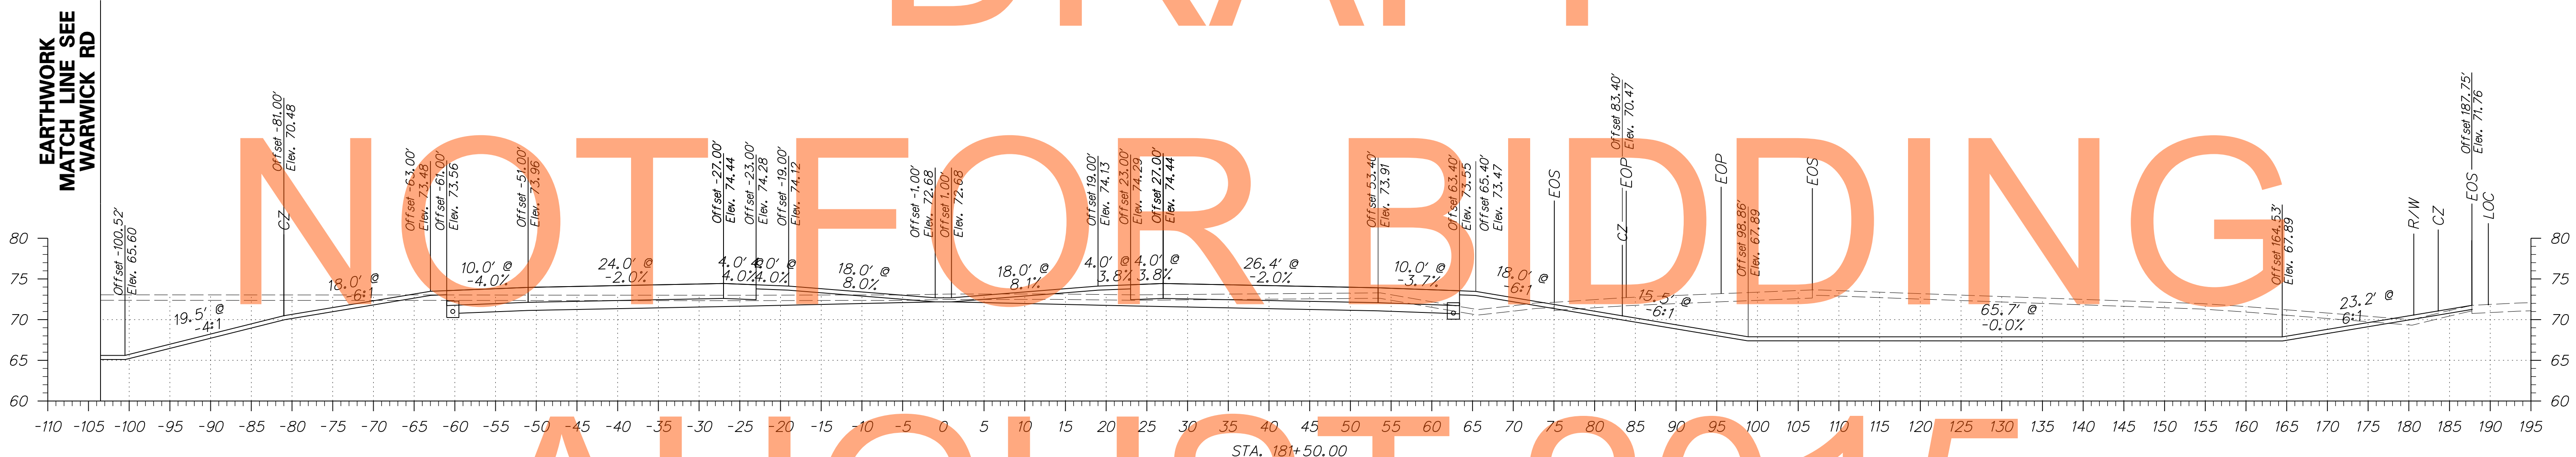 DRAFT
NOT FOR BIDDING
AUGUST 2015
EARTHWORK
MATCH LINE SEE
WARWICK RD
Offset -100.52'
Elev. 65.60
Offset -81.00'
Elev. 70.48
CZ
Offset -63.00'
Elev. 73.48
Offset -61.00'
Elev. 73.56
Offset -51.00'
Elev. 73.96
Offset -27.00'
Elev. 74.44
Offset -23.00'
Elev. 74.28
Offset -19.00'
Elev. 74.12
Offset -1.00'
Elev. 72.68
Offset 1.00'
Elev. 72.68
Offset 19.00'
Elev. 74.13
Offset 23.00'
Elev. 74.29
Offset 27.00'
Elev. 74.44
Offset 53.40'
Elev. 73.91
Offset 63.40'
Elev. 73.55
Offset 65.40'
Elev. 73.47
EOS
Offset 83.40'
Elev. 70.47
CZ
EOP
EOP
Offset 98.86'
Elev. 67.89
EOS
Offset 164.53'
Elev. 67.89
R/W
CZ
Offset 187.75'
Elev. 71.76
EOS
LOC
19.5' @
-4:1
18.0' @
-6:1
10.0' @
-4.0%
24.0' @
-2.0%
4.0' @
4.0%
4.0' @
4.0%
18.0' @
8.0%
18.0' @
8.1%
4.0' @
3.8%
4.0' @
3.8%
26.4' @
-2.0%
10.0' @
-3.7%
18.0' @
-6:1
15.5' @
-6:1
65.7' @
-0.0%
23.2' @
6:1
80
75
70
65
60
80
75
70
65
60
-110 -105 -100 -95 -90 -85 -80 -75 -70 -65 -60 -55 -50 -45 -40 -35 -30 -25 -20 -15 -10 -5 0 5 10 15 20 25 30 35 40 45 50 55 60 65 70 75 80 85 90 95 100 105 110 115 120 125 130 135 140 145 150 155 160 165 170 175 180 185 190 195
STA. 181+50.00